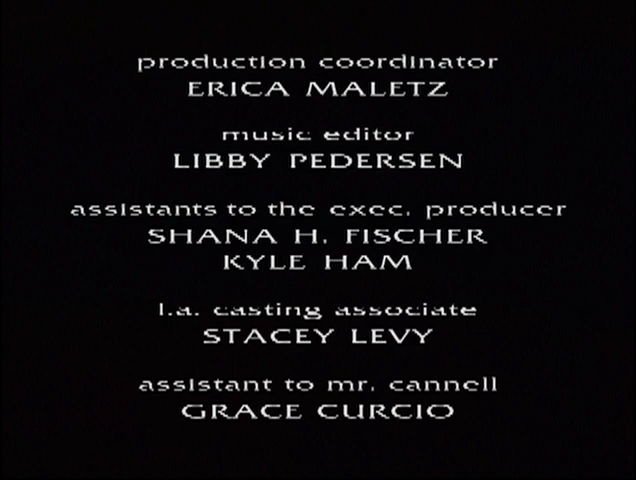 production coordinator
ERICA MALETZ
music editor
LIBBY PEDERSEN
assistants to the exec. producer
SHANA H. FISCHER
KYLE HAM
l.a. casting associate
STACEY LEVY
assistant to mr. cannell
GRACE CURCIO